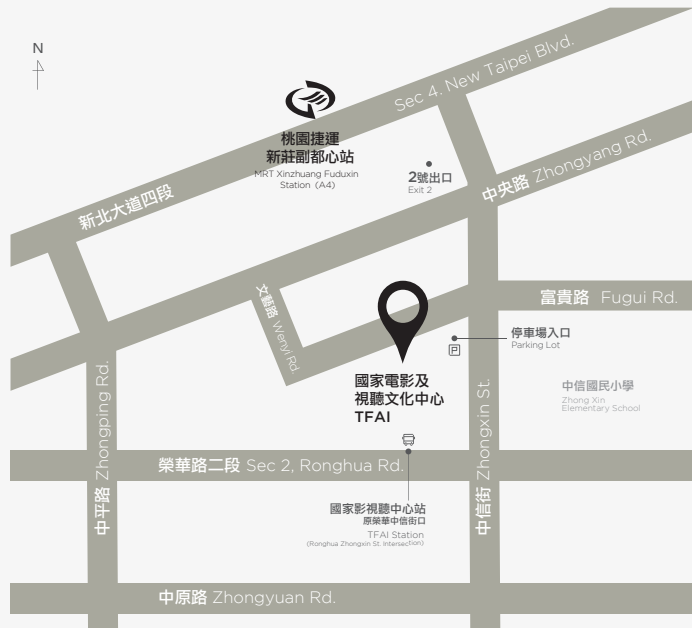 N
Sec 4. New Taipei Blvd.
桃園捷運
新莊副都心站
MRT Xinzhuang Fuduxin
Station (A4)
2號出口
Exit 2
中央路 Zhongyang Rd.
新北大道四段
文藝路 Wenyi Rd.
富貴路 Fugui Rd.
停車場入口
Parking Lot
P
國家電影及
視聽文化中心
TFAI
中信國民小學
Zhong Xin
Elementary School
中平路 Zhongping Rd.
中信街 Zhongxin St.
榮華路二段 Sec 2, Ronghua Rd.
國家影視聽中心站
原榮華中信街口
TFAI Station
(Ronghua Zhongxin St. Intersection)
中原路 Zhongyuan Rd.